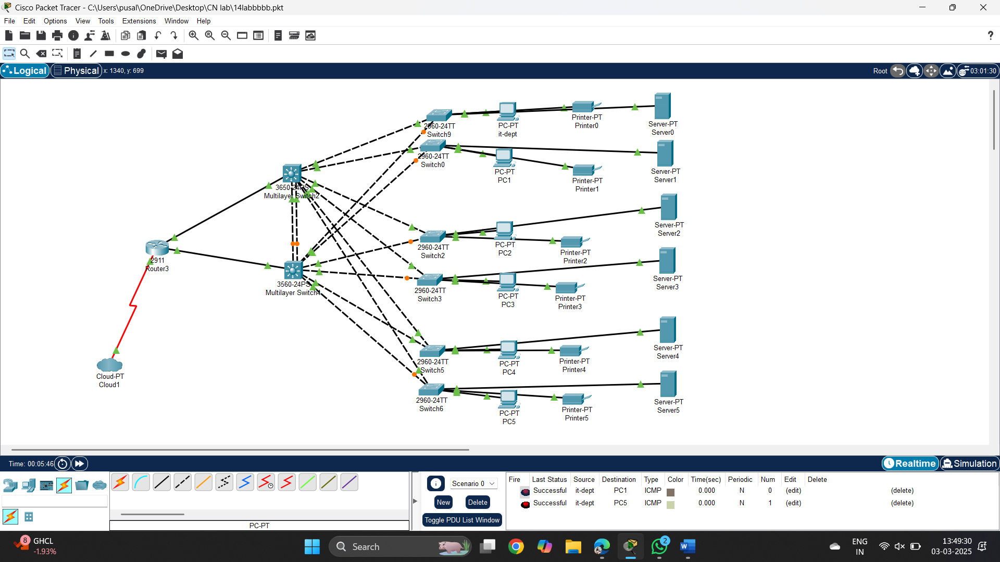 Cisco Packet Tracer - C:\Users\pusal\OneDrive\Desktop\CN lab\14labbbbb.pkt
File Edit Options View Tools Extensions Window Help
?
Logical Physical x: 1340, y: 699
Root 03:01:30
2960-24TT
Switch9
PC-PT
it-dept
Printer-PT
Printer0
Server-PT
Server0
2960-24TT
Switch0
PC-PT
PC1
Printer-PT
Printer1
Server-PT
Server1
3650-24PS
Multilayer Switch2
2960-24TT
Switch2
PC-PT
PC2
Printer-PT
Printer2
Server-PT
Server2
2911
Router3
3560-24PS
Multilayer Switch4
2960-24TT
Switch3
PC-PT
PC3
Printer-PT
Printer3
Server-PT
Server3
2960-24TT
Switch5
PC-PT
PC4
Printer-PT
Printer4
Server-PT
Server4
Cloud-PT
Cloud1
2960-24TT
Switch6
PC-PT
PC5
Printer-PT
Printer5
Server-PT
Server5
Time: 00:05:46
Realtime Simulation
Scenario 0
New Delete
Toggle PDU List Window
Fire Last Status Source Destination Type Color Time(sec) Periodic Num Edit Delete
Successful it-dept PC1 ICMP 0.000 N 0 (edit) (delete)
Successful it-dept PC5 ICMP 0.000 N 1 (edit) (delete)
PC-PT
8
GHCL
-1.93%
Search
2
ENG
IN
13:49:30
03-03-2025